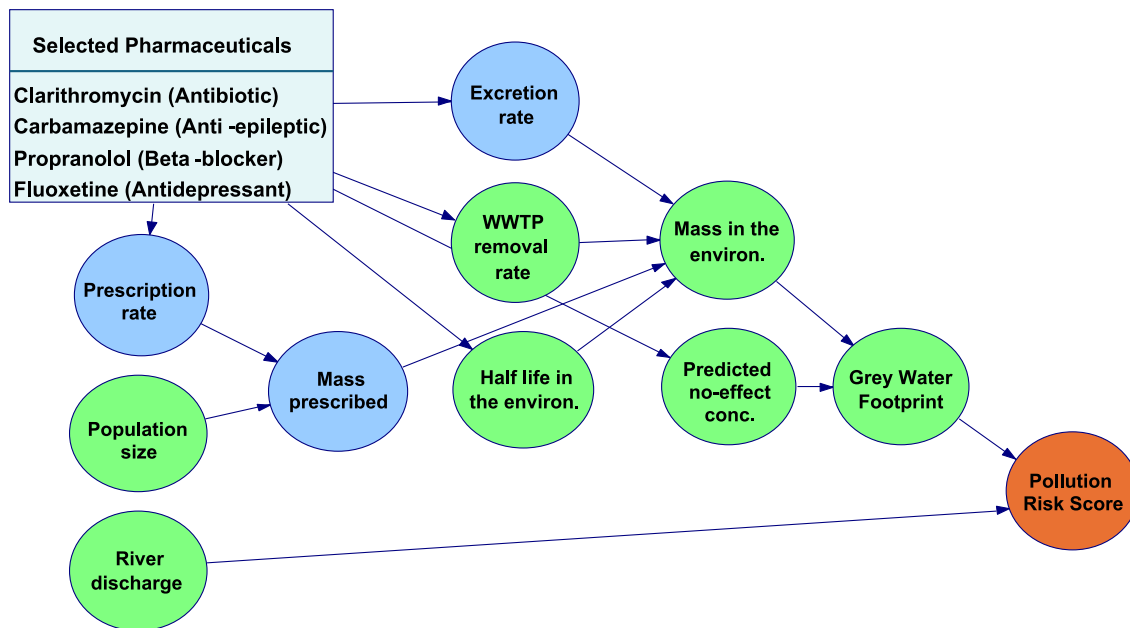 Selected Pharmaceuticals
Clarithromycin (Antibiotic)
Carbamazepine (Anti -epileptic)
Propranolol (Beta -blocker)
Fluoxetine (Antidepressant)
Excretion
rate
WWTP
removal
rate
Mass in the
environ.
Prescription
rate
Mass
prescribed
Half life in
the environ.
Predicted
no-effect
conc.
Grey Water
Footprint
Population
size
Pollution
Risk Score
River
discharge